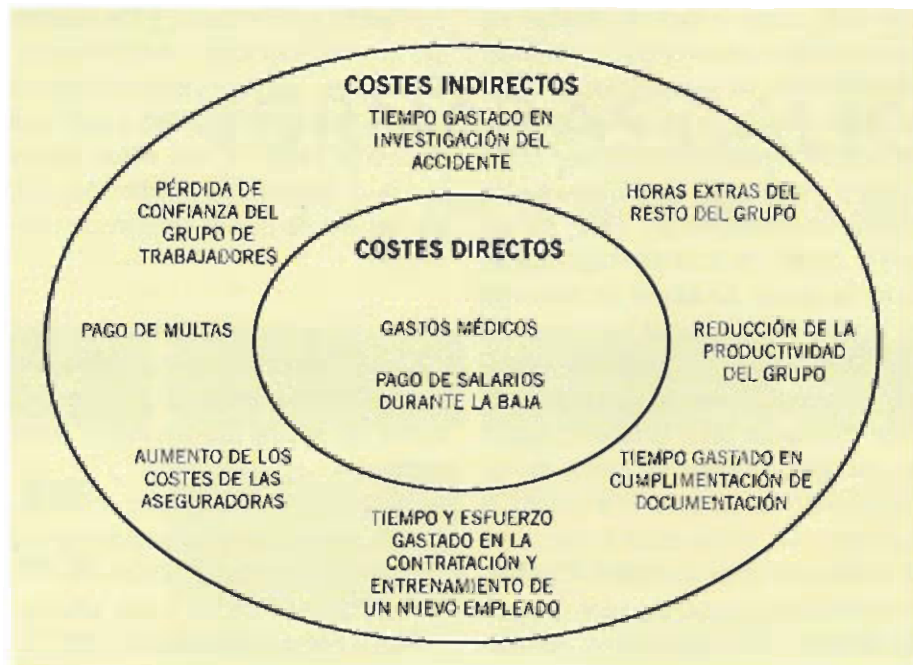 COSTES INDIRECTOS
TIEMPO GASTADO EN
INVESTIGACIÓN DEL
ACCIDENTE
PÉRDIDA DE
CONFIANZA DEL
GRUPO DE
TRABAJADORES
HORAS EXTRAS DEL
RESTO DEL GRUPO
COSTES DIRECTOS
PAGO DE MULTAS
GASTOS MÉDICOS
PAGO DE SALARIOS
DURANTE LA BAJA
REDUCCIÓN DE LA
PRODUCTIVIDAD
DEL GRUPO
AUMENTO DE LOS
COSTES DE LAS
ASEGURADORAS
TIEMPO GASTADO EN
CUMPLIMENTACIÓN DE
DOCUMENTACIÓN
TIEMPO Y ESFUERZO
GASTADO EN LA
CONTRATACIÓN Y
ENTRENAMIENTO DE
UN NUEVO EMPLEADO